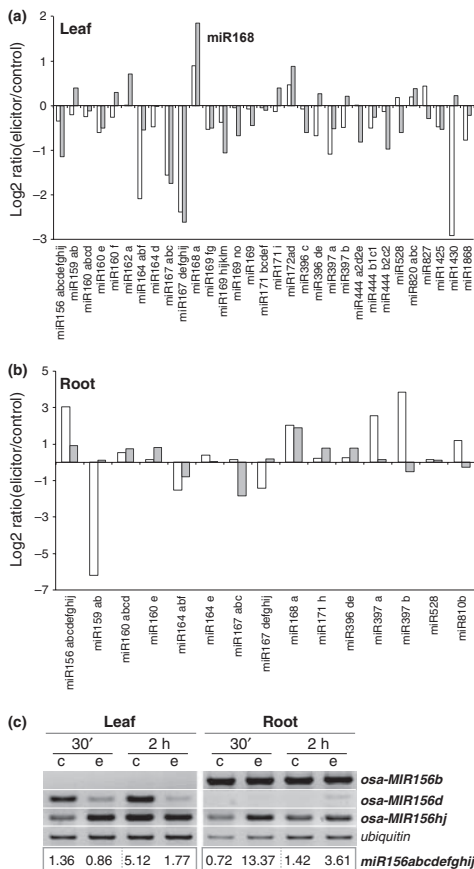 (a)
Leaf
miR168
Log2 ratio(elicitor/control)
2
1
0
−1
−2
−3
miR156 abcdefghij
miR159 ab
miR160 abcd
miR160 e
miR160 f
miR162 a
miR164 abf
miR164 d
miR167 abc
miR167 defghij
miR168 a
miR169 fg
miR169 hijklm
miR169 no
miR169
miR171 bcdef
miR171 i
miR172ad
miR396 c
miR396 de
miR397 a
miR397 b
miR444 a2d2e
miR444 b1c1
miR444 b2c2
miR528
miR820 abc
miR827
miR1425
miR1430
miR1868
(b)
Root
Log2 ratio(elicitor/control)
5
3
1
−1
−3
−5
−7
miR156 abcdefghij
miR159 ab
miR160 abcd
miR160 e
miR164 abf
miR164 e
miR167 abc
miR167 defghij
miR168 a
miR171 h
miR396 de
miR397 a
miR397 b
miR528
miR810b
(c)
Leaf Root
30′ 2 h 30′ 2 h
c e c e c e c e
osa-MIR156b
osa-MIR156d
osa-MIR156hj
ubiquitin
1.36 0.86 5.12 1.77 0.72 13.37 1.42 3.61 miR156abcdefghij